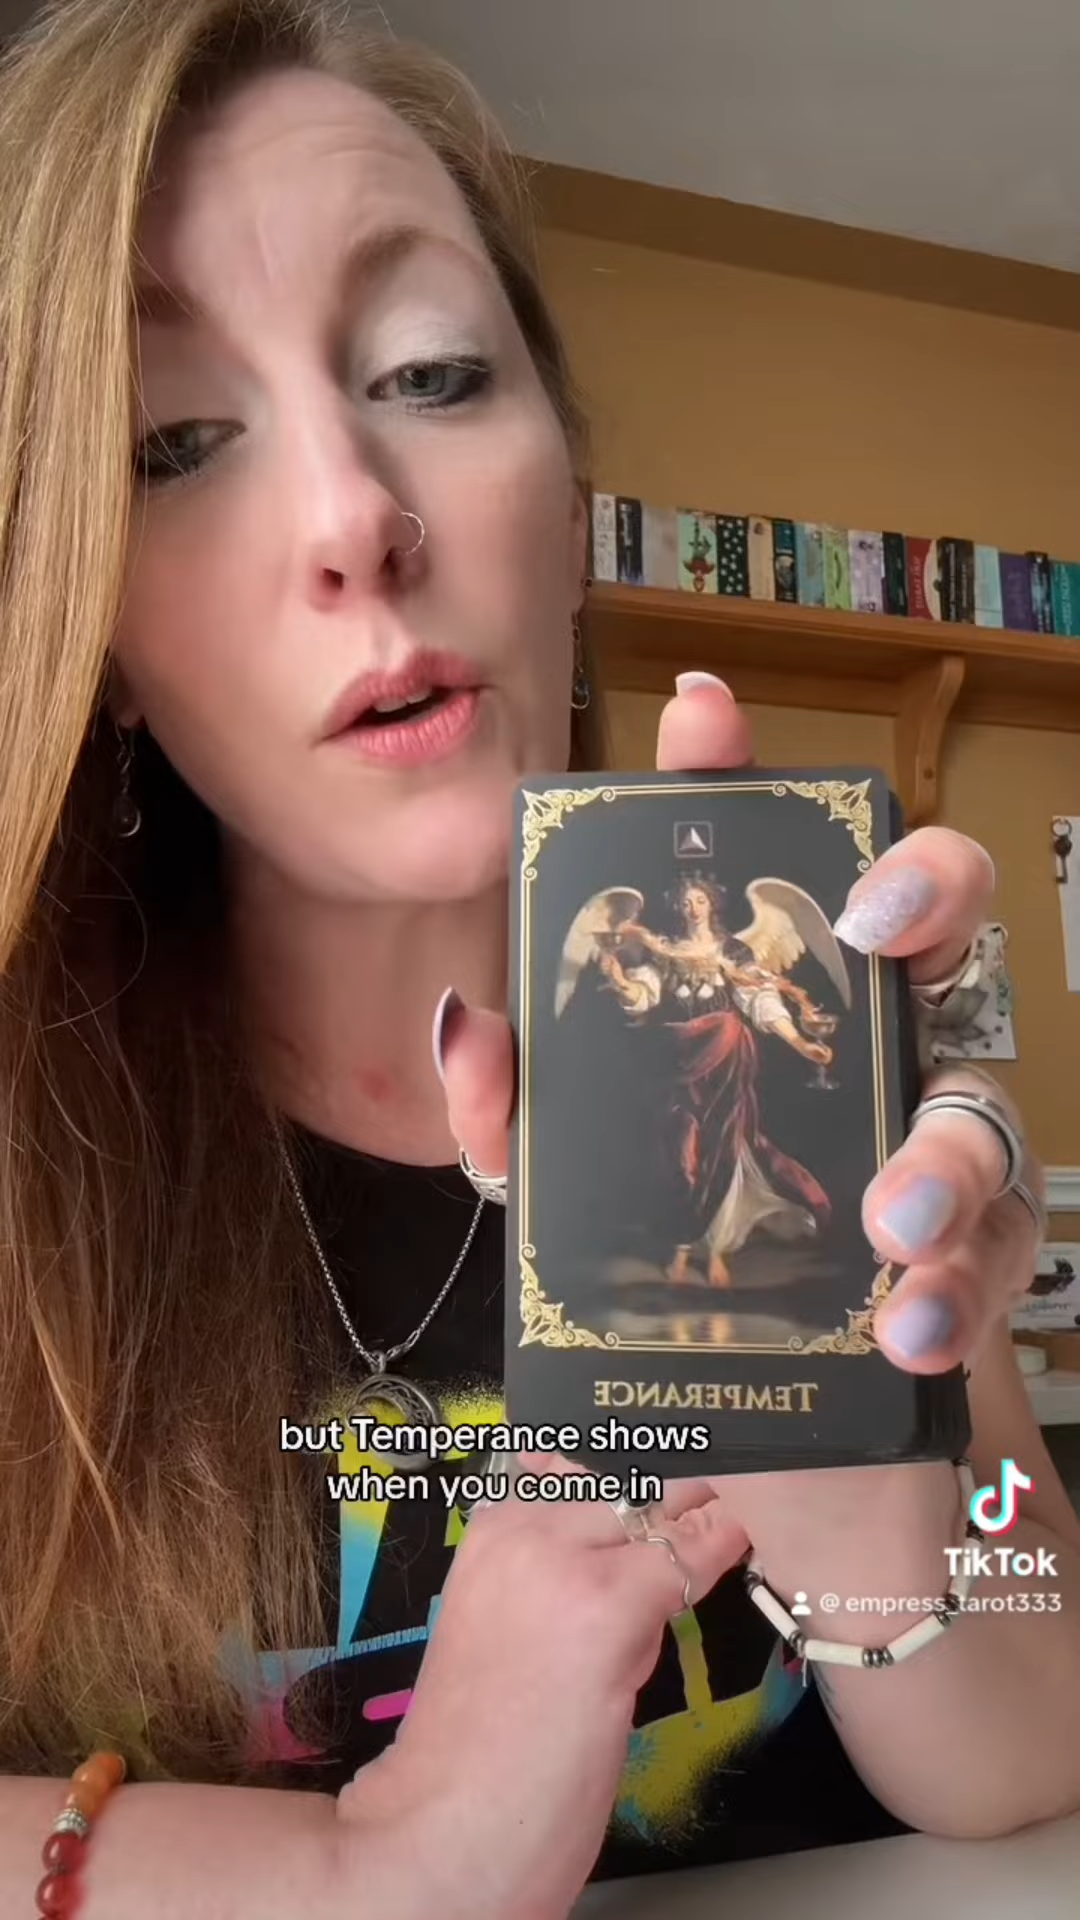 TEMPERANCE
but Temperance shows
when you come in
TikTok
@empress_tarot333